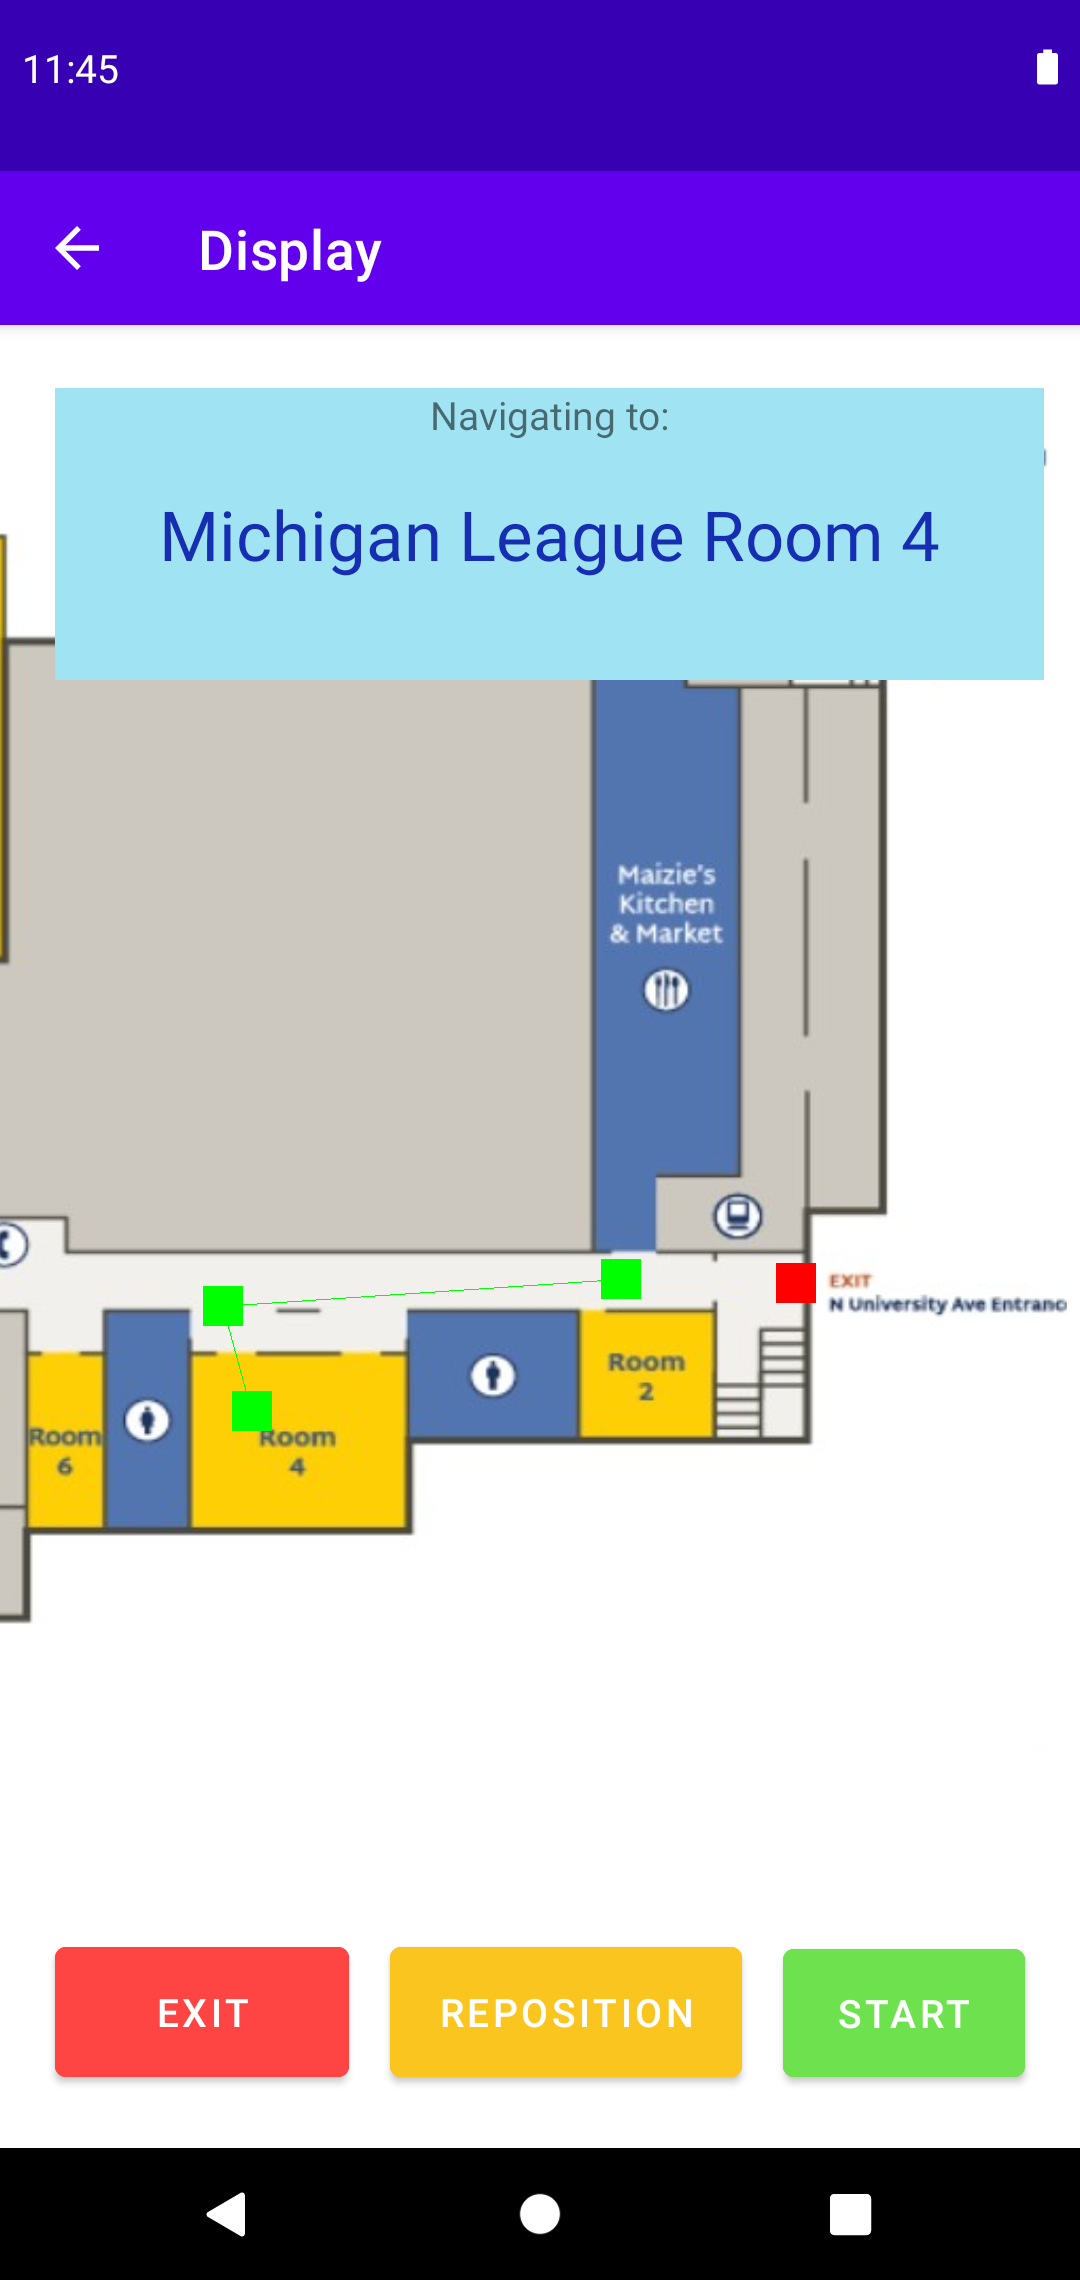 11:45
Display
Navigating to:
Michigan League Room 4
Maizie's
Kitchen
& Market
EXIT
N University Ave Entranc
Room
2
Room
4
Room
6
EXIT
REPOSITION
START